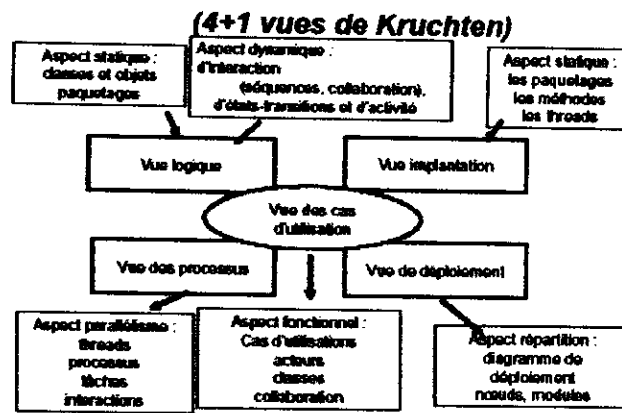 (4+1 vues de Kruchten)
Aspect statique :
classes et objets
paquetages
Aspect dynamique :
d'interaction
(séquences, collaboration),
d'états-transitions et d'activité
Aspect statique :
les paquetages
les méthodes
les threads
Vue logique
Vue implantation
Vue des cas
d'utilisation
Vue des processus
Vue de déploiement
Aspect parallélisme :
threads
processus
tâches
interactions
Aspect fonctionnel :
Cas d'utilisations
acteurs
classes
collaboration
Aspect répartition :
diagramme de
déploiement
nœuds, modules